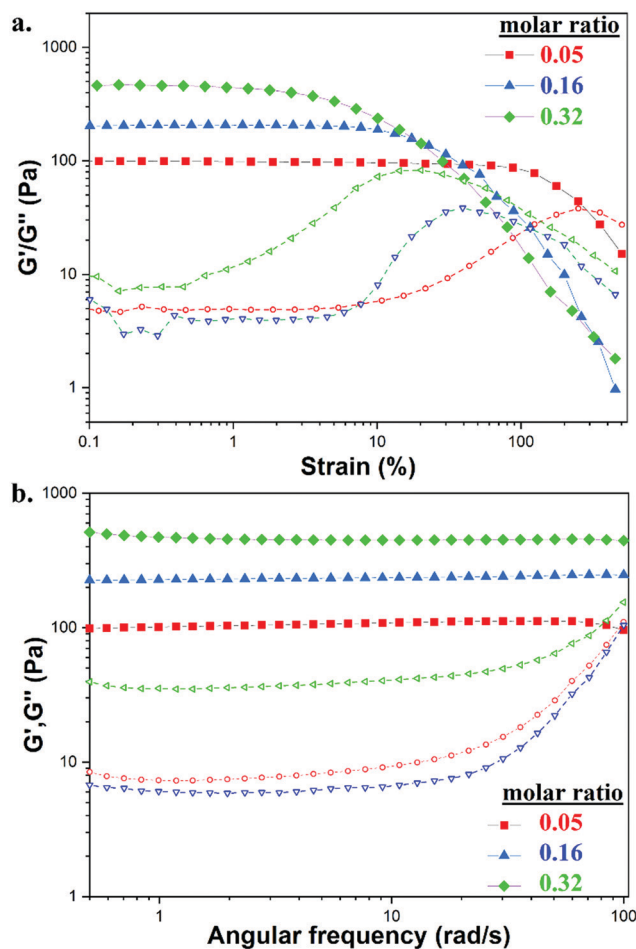 a.
molar ratio
0.05
0.16
0.32
1000
100
10
1
G'/G'' (Pa)
0.1 1 10 100
Strain (%)
b.
1000
100
10
1
G',G'' (Pa)
molar ratio
0.05
0.16
0.32
1 10 100
Angular frequency (rad/s)